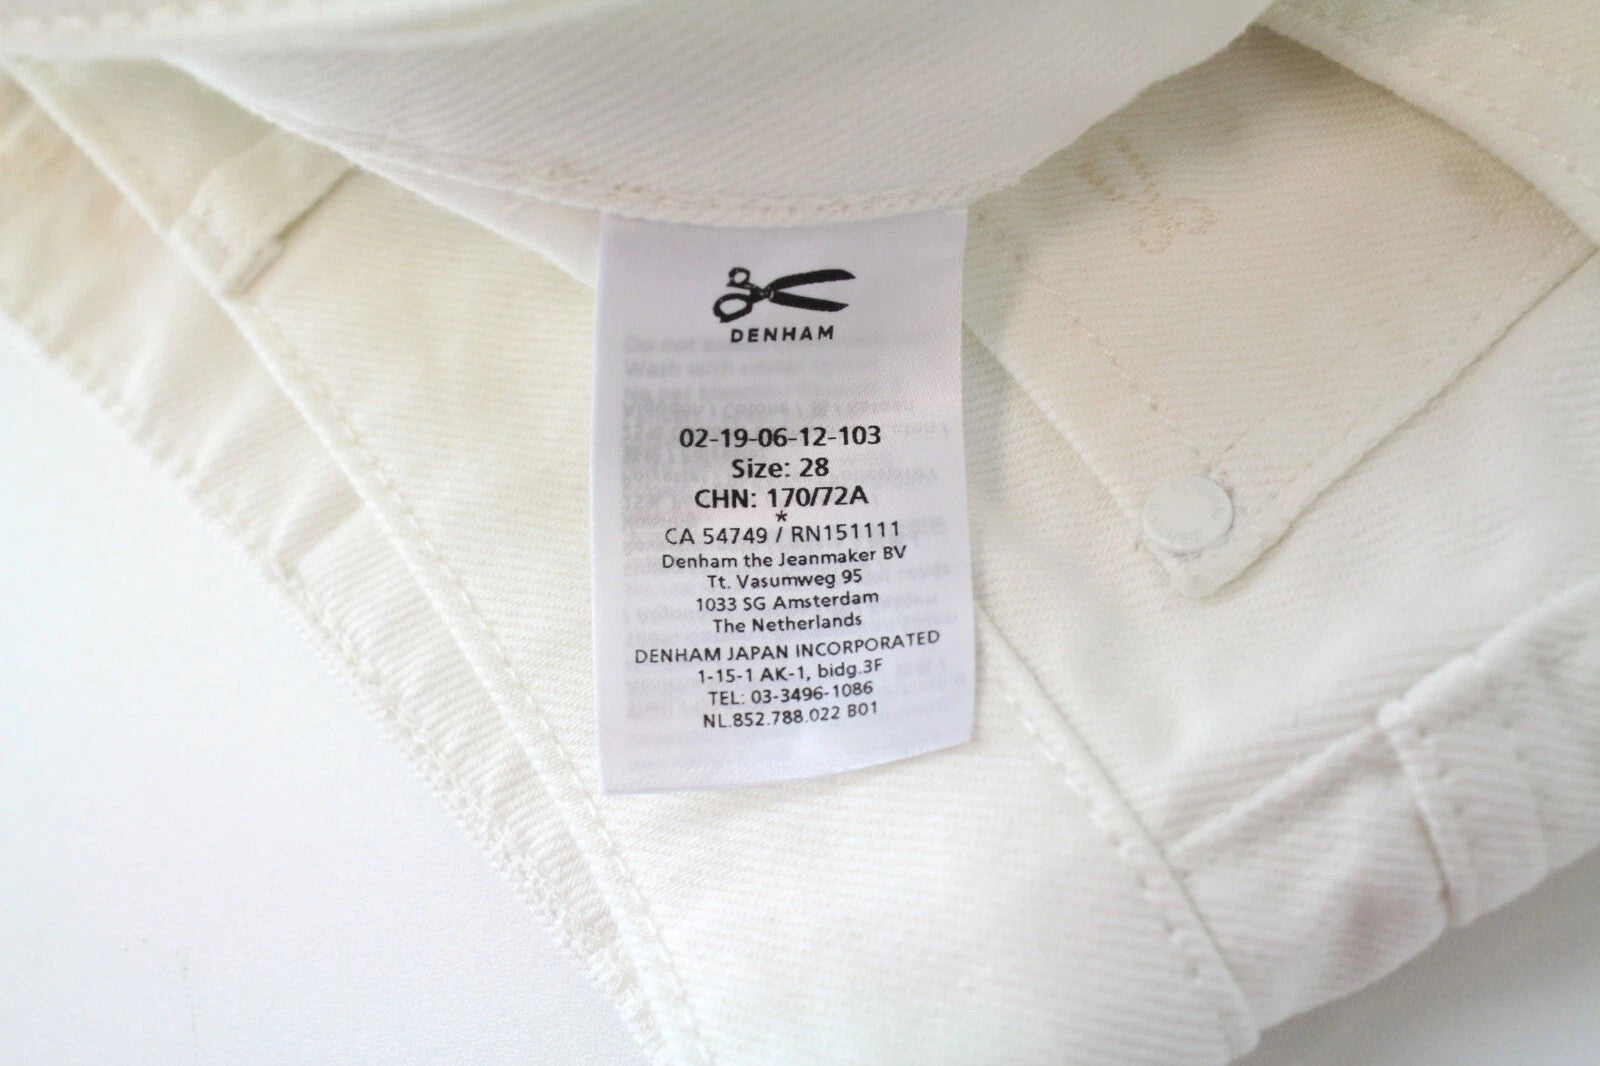 DENHAM
02-19-06-12-103
Size: 28
CHN: 170/72A
*
CA 54749 / RN151111
Denham the Jeanmaker BV
Tt. Vasumweg 95
1033 SG Amsterdam
The Netherlands
DENHAM JAPAN INCORPORATED
1-15-1 AK-1, bidg.3F
TEL: 03-3496-1086
NL.852.788.022 B01